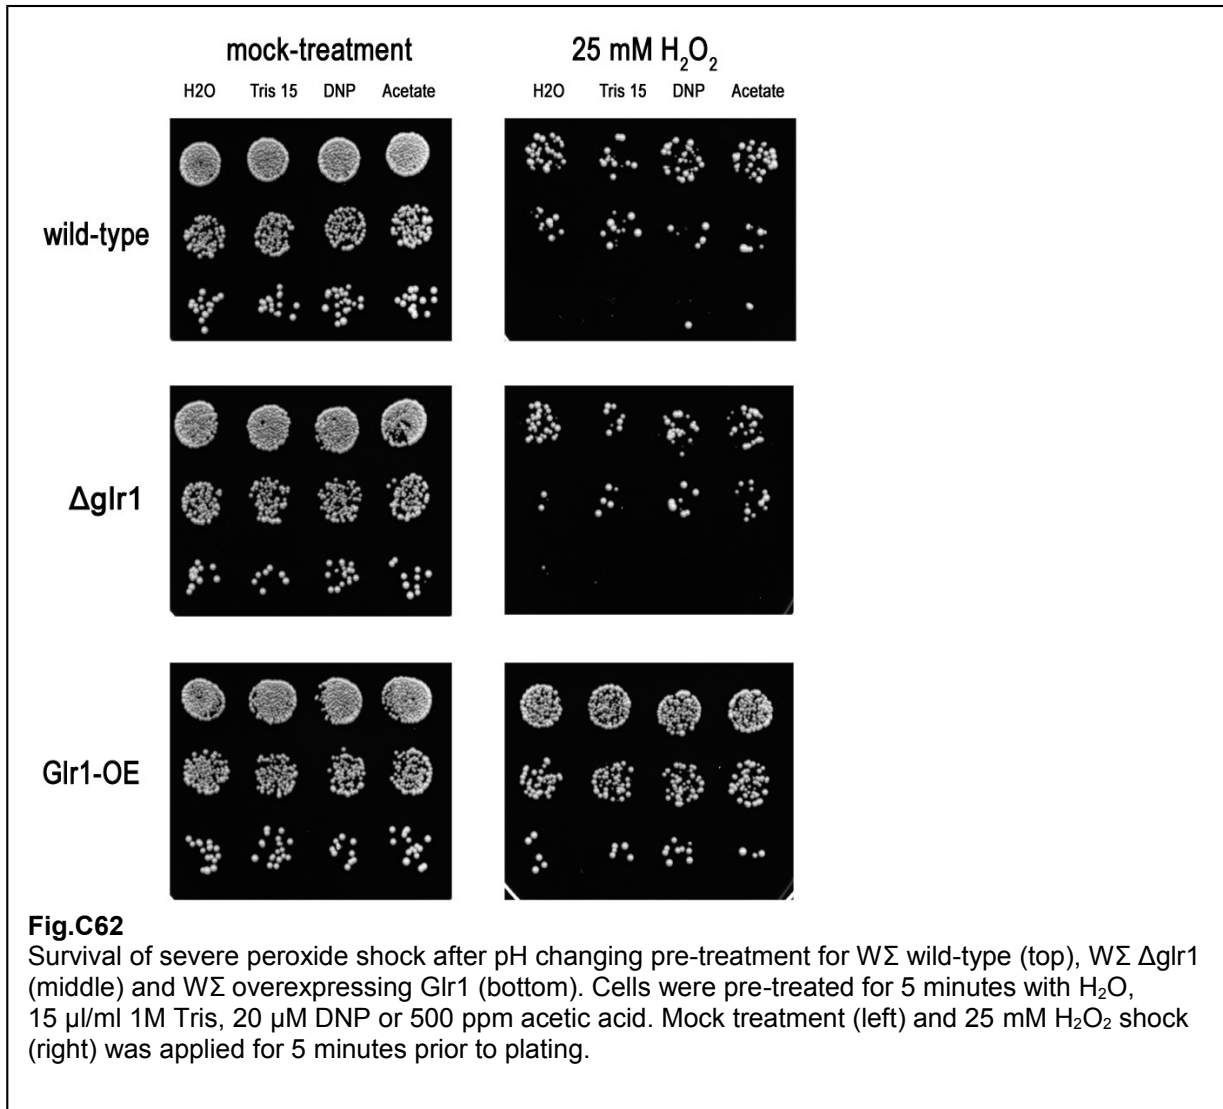 mock-treatment 25 mM H₂O₂
H2O Tris 15 DNP Acetate H2O Tris 15 DNP Acetate
wild-type
Δglr1
Glr1-OE
Fig.C62
Survival of severe peroxide shock after pH changing pre-treatment for WΣ wild-type (top), WΣ Δglr1
(middle) and WΣ overexpressing Glr1 (bottom). Cells were pre-treated for 5 minutes with H₂O,
15 µl/ml 1M Tris, 20 µM DNP or 500 ppm acetic acid. Mock treatment (left) and 25 mM H₂O₂ shock
(right) was applied for 5 minutes prior to plating.